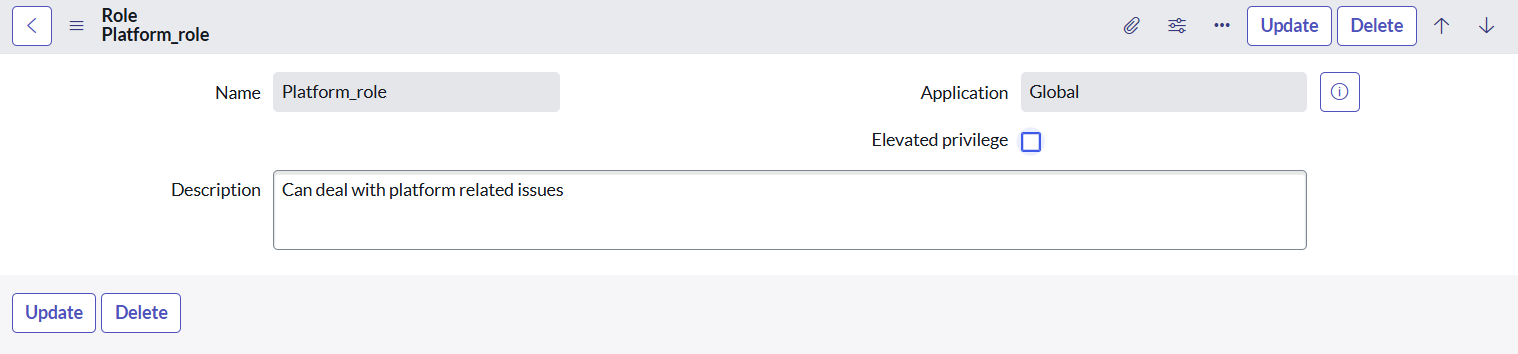 Role
Platform_role
Update
Delete
Name
Platform_role
Application
Global
Elevated privilege
Description
Can deal with platform related issues
Update
Delete